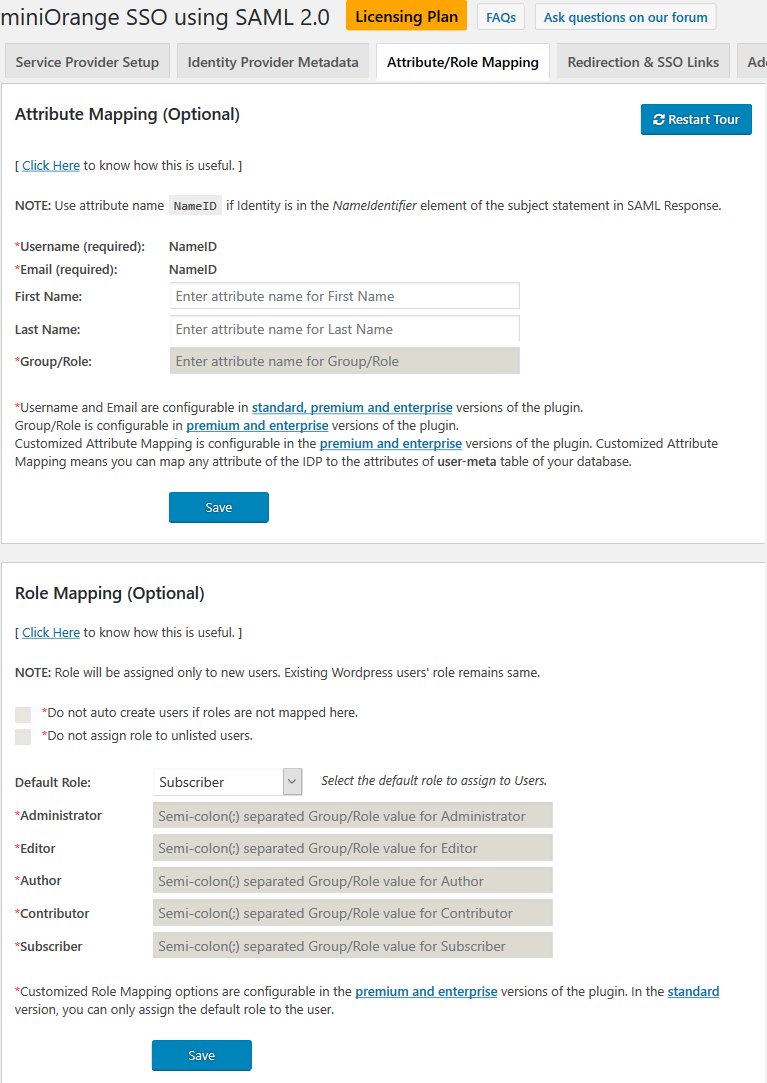 miniOrange SSO using SAML 2.0 Licensing Plan FAQs Ask questions on our forum
Service Provider Setup Identity Provider Metadata Attribute/Role Mapping Redirection & SSO Links
Attribute Mapping (Optional)
Restart Tour
[ Click Here to know how this is useful. ]
NOTE: Use attribute name NameID if Identity is in the NameIdentifier element of the subject statement in SAML Response.
*Username (required): NameID
*Email (required): NameID
First Name: Enter attribute name for First Name
Last Name: Enter attribute name for Last Name
*Group/Role: Enter attribute name for Group/Role
*Username and Email are configurable in standard, premium and enterprise versions of the plugin.
Group/Role is configurable in premium and enterprise versions of the plugin.
Customized Attribute Mapping is configurable in the premium and enterprise versions of the plugin. Customized Attribute
Mapping means you can map any attribute of the IDP to the attributes of user-meta table of your database.
Save
Role Mapping (Optional)
[ Click Here to know how this is useful. ]
NOTE: Role will be assigned only to new users. Existing Wordpress users' role remains same.
*Do not auto create users if roles are not mapped here.
*Do not assign role to unlisted users.
Default Role: Subscriber Select the default role to assign to Users.
*Administrator Semi-colon(;) separated Group/Role value for Administrator
*Editor Semi-colon(;) separated Group/Role value for Editor
*Author Semi-colon(;) separated Group/Role value for Author
*Contributor Semi-colon(;) separated Group/Role value for Contributor
*Subscriber Semi-colon(;) separated Group/Role value for Subscriber
*Customized Role Mapping options are configurable in the premium and enterprise versions of the plugin. In the standard
version, you can only assign the default role to the user.
Save